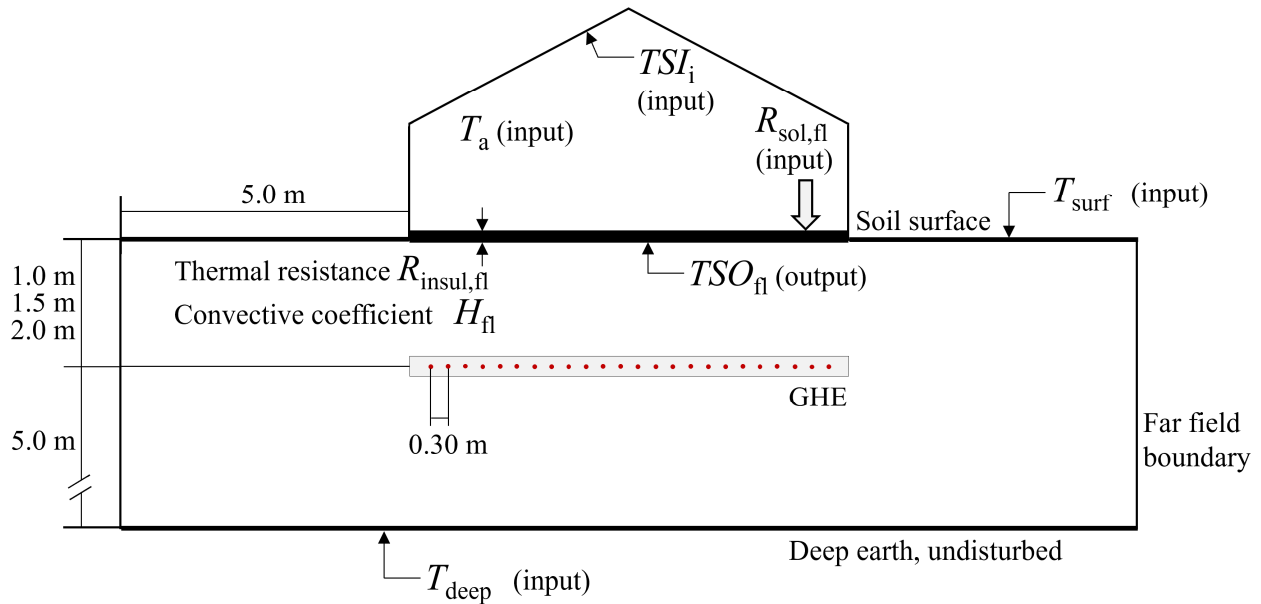 TSIi
(input)
Ta (input)
Rsol,fl
(input)
5.0 m
Tsurf (input)
Soil surface
1.0 m
1.5 m
2.0 m
Thermal resistance Rinsul,fl
TSOfl (output)
Convective coefficient Hfl
GHE
0.30 m
5.0 m
Far field
boundary
Deep earth, undisturbed
Tdeep (input)